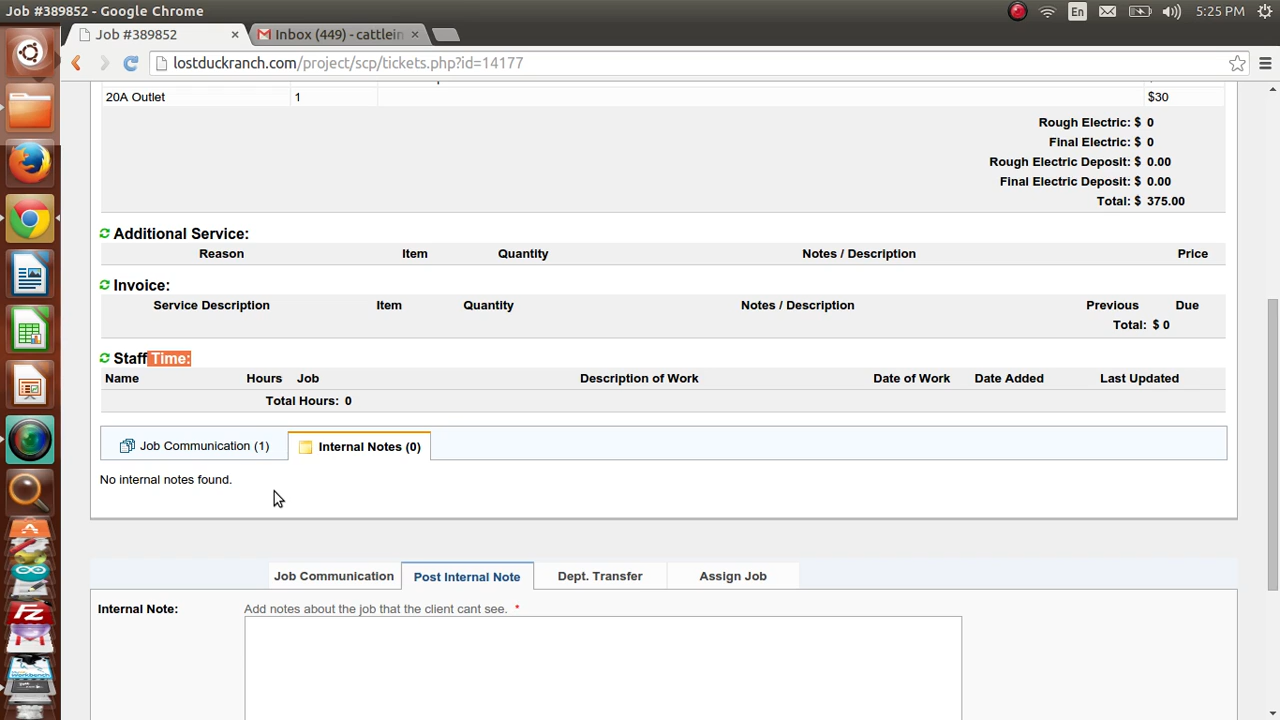 Job #389852 - Google Chrome
En
5:25 PM
Job #389852
Inbox (449) - cattlein
lostduckranch.com/project/scp/tickets.php?id=14177
20A Outlet 1 $30
Rough Electric: $ 0
Final Electric: $ 0
Rough Electric Deposit: $ 0.00
Final Electric Deposit: $ 0.00
Total: $ 375.00
Additional Service:
Reason Item Quantity Notes / Description Price
Invoice:
Service Description Item Quantity Notes / Description Previous Due
Total: $ 0
Staff Time:
Name Hours Job Description of Work Date of Work Date Added Last Updated
Total Hours: 0
Job Communication (1) Internal Notes (0)
No internal notes found.
Job Communication Post Internal Note Dept. Transfer Assign Job
Internal Note: Add notes about the job that the client cant see. *